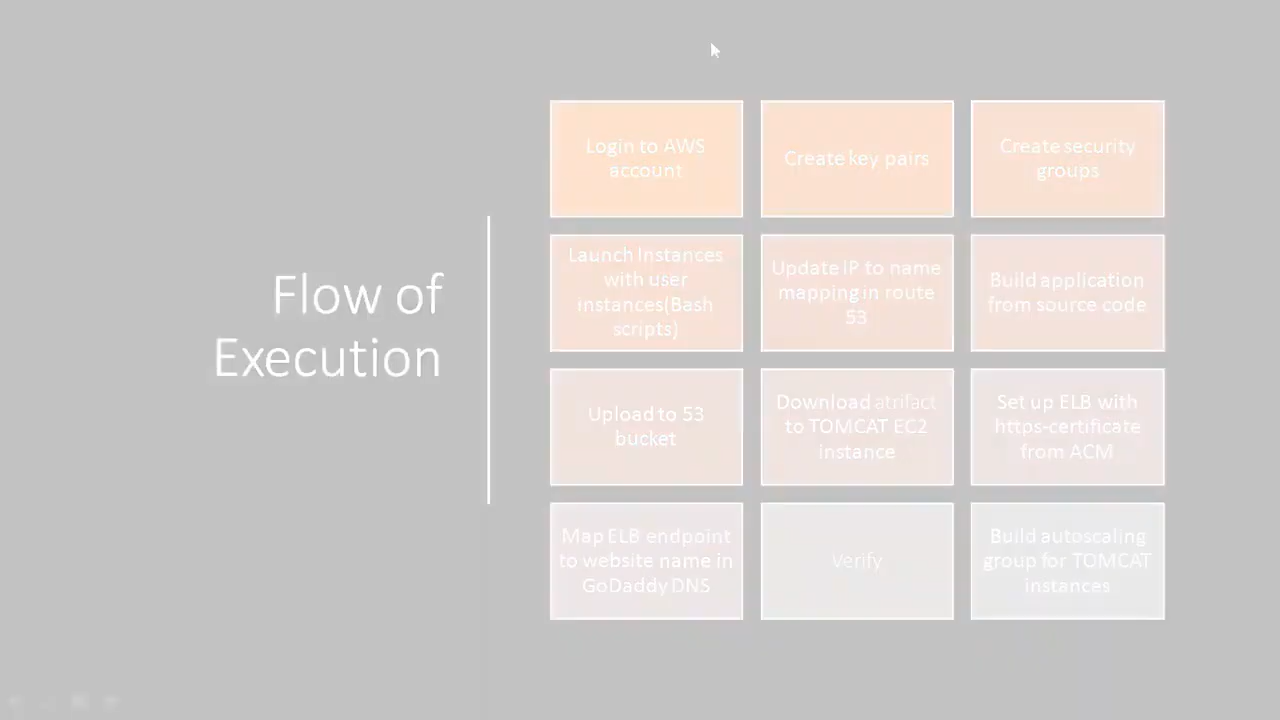 Flow of
Execution
Login to AWS
account
Create key pairs
Create security
groups
Launch Instances
with user
instances(Bash
scripts)
Update IP to name
mapping in route
53
Build application
from source code
Upload to 53
bucket
Download atrifact
to TOMCAT EC2
instance
Set up ELB with
https-certificate
from ACM
Map ELB endpoint
to website name in
GoDaddy DNS
Verify
Build autoscaling
group for TOMCAT
instances